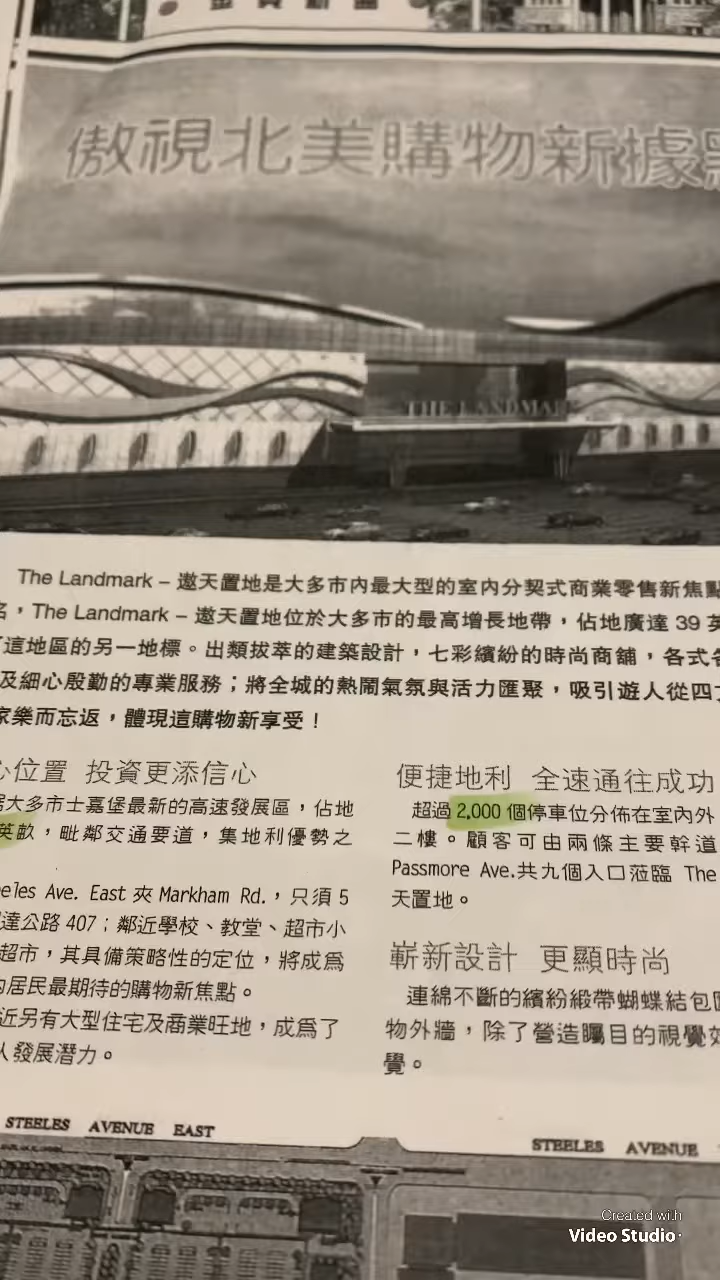 傲視北美購物新據點
THE LANDMARK
The Landmark – 遨天置地是大多市內最大型的室內分契式商業零售新焦點
名，The Landmark – 遨天置地位於大多市的最高增長地帶，佔地廣達 39 英
這地區的另一地標。出類拔萃的建築設計，七彩繽紛的時尚商舖，各式各
及細心殷勤的專業服務；將全城的熱鬧氣氛與活力匯聚，吸引遊人從四
家樂而忘返，體現這購物新享受！
心位置 投資更添信心
大多市士嘉堡最新的高速發展區，佔地
英畝，毗鄰交通要道，集地利優勢之
eeles Ave. East 夾 Markham Rd.，只須 5
達公路 407；鄰近學校、教堂、超市小
超市，其具備策略性的定位，將成為
居民最期待的購物新焦點。
近另有大型住宅及商業旺地，成為了
人發展潛力。
便捷地利 全速通往成功
超過 2,000 個停車位分佈在室內外
二樓。顧客可由兩條主要幹道
Passmore Ave.共九個入口蒞臨 The
天置地。
嶄新設計 更顯時尚
連綿不斷的繽紛緞帶蝴蝶結包
物外牆，除了營造矚目的視覺效
覺。
STEELES AVENUE EAST
STEELES AVENUE
Created with
Video Studio